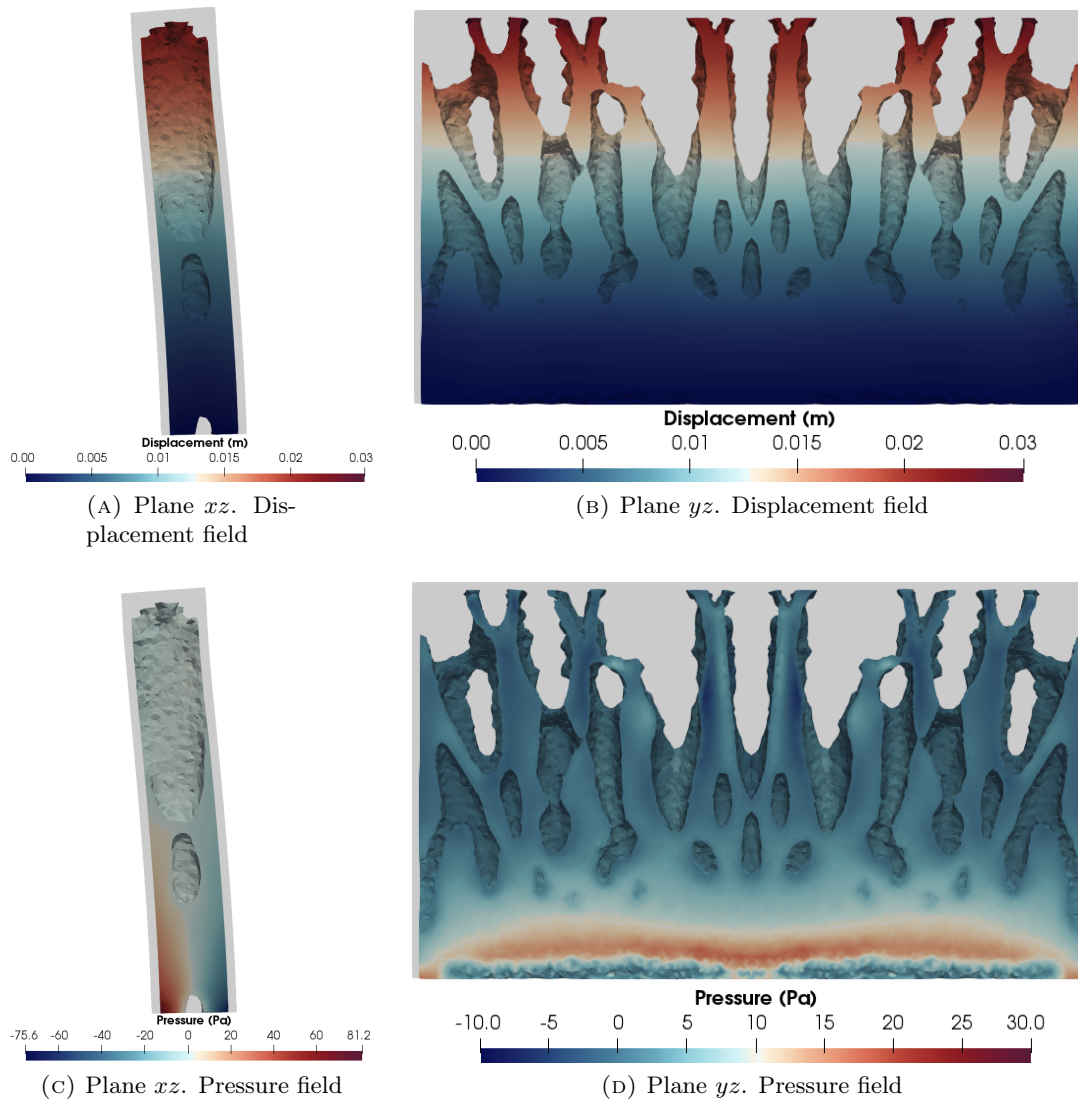 Displacement (m)
0.00 0.005 0.01 0.015 0.02 0.03
(A) Plane xz. Dis-
placement field
Displacement (m)
0.00 0.005 0.01 0.015 0.02 0.03
(B) Plane yz. Displacement field
Pressure (Pa)
-75.6 -60 -40 -20 0 20 40 60 81.2
(C) Plane xz. Pressure field
Pressure (Pa)
-10.0 -5 0 5 10 15 20 25 30.0
(D) Plane yz. Pressure field